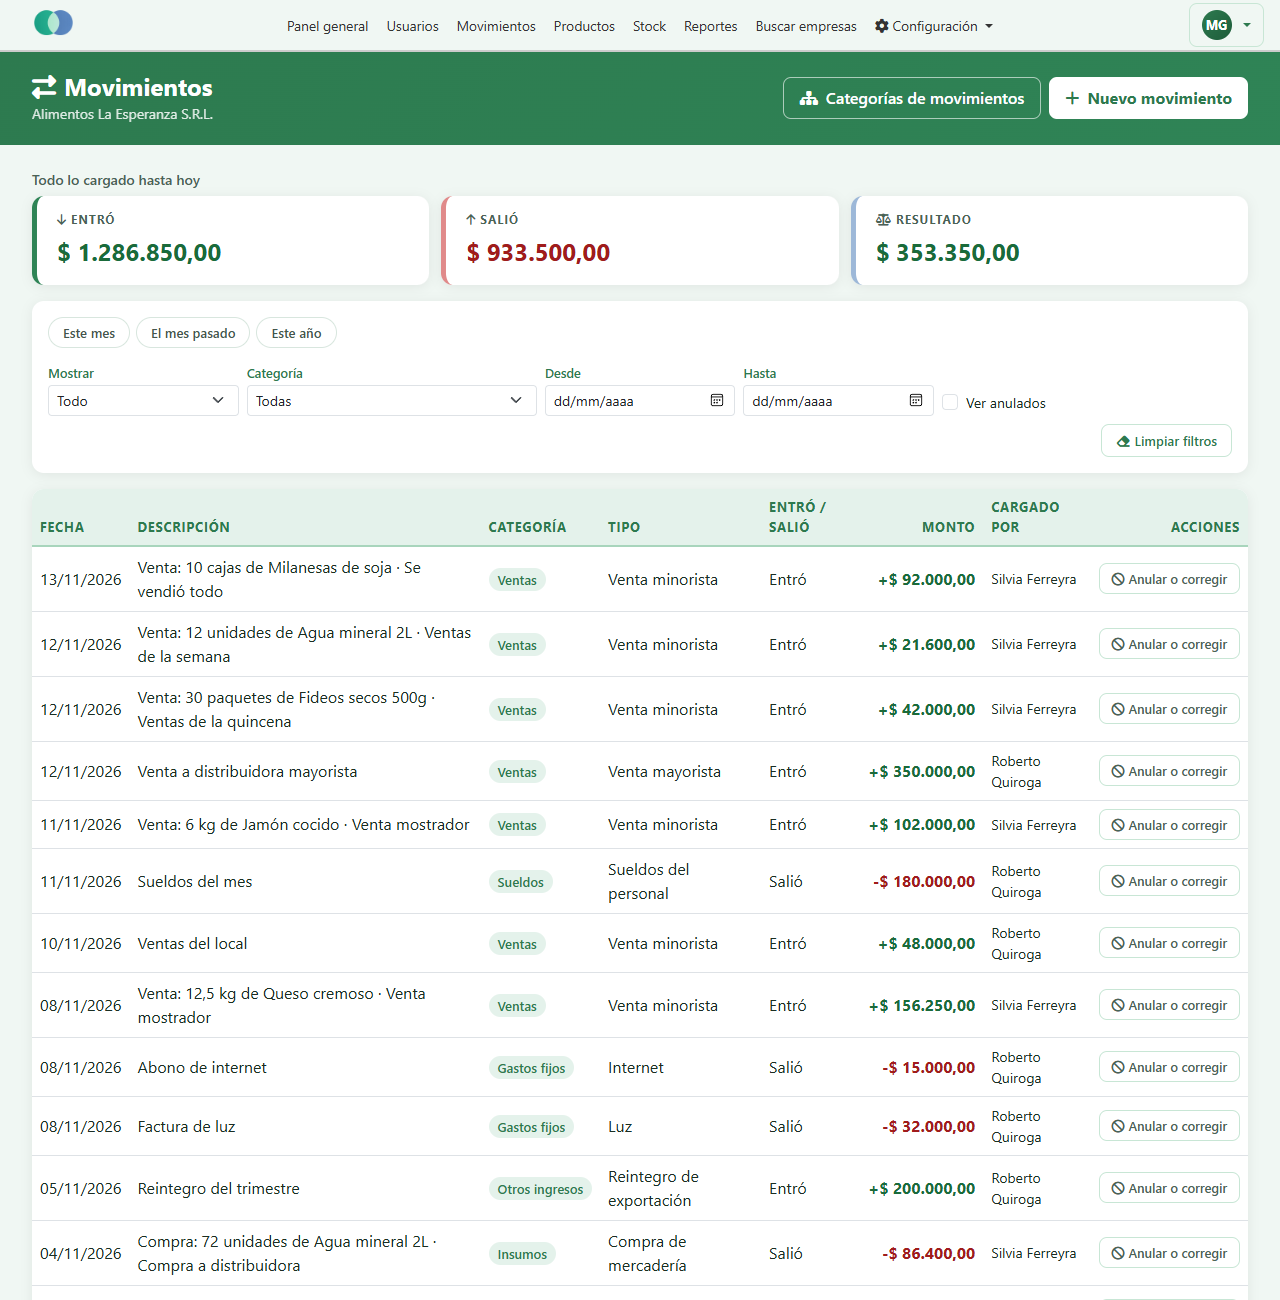 Panel general Usuarios Movimientos Productos Stock Reportes Buscar empresas Configuración MG
Movimientos
Alimentos La Esperanza S.R.L.
Categorías de movimientos
Nuevo movimiento
Todo lo cargado hasta hoy
ENTRÓ
$ 1.286.850,00
SALIÓ
$ 933.500,00
RESULTADO
$ 353.350,00
Este mes El mes pasado Este año
Mostrar Categoría Desde Hasta
Todo Todas dd/mm/aaaa dd/mm/aaaa Ver anulados
Limpiar filtros
FECHA DESCRIPCIÓN CATEGORÍA TIPO ENTRÓ / SALIÓ MONTO CARGADO POR ACCIONES
13/11/2026 Venta: 10 cajas de Milanesas de soja · Se vendió todo Ventas Venta minorista Entró +$ 92.000,00 Silvia Ferreyra Anular o corregir
12/11/2026 Venta: 12 unidades de Agua mineral 2L · Ventas de la semana Ventas Venta minorista Entró +$ 21.600,00 Silvia Ferreyra Anular o corregir
12/11/2026 Venta: 30 paquetes de Fideos secos 500g · Ventas de la quincena Ventas Venta minorista Entró +$ 42.000,00 Silvia Ferreyra Anular o corregir
12/11/2026 Venta a distribuidora mayorista Ventas Venta mayorista Entró +$ 350.000,00 Roberto Quiroga Anular o corregir
11/11/2026 Venta: 6 kg de Jamón cocido · Venta mostrador Ventas Venta minorista Entró +$ 102.000,00 Silvia Ferreyra Anular o corregir
11/11/2026 Sueldos del mes Sueldos Sueldos del personal Salió -$ 180.000,00 Roberto Quiroga Anular o corregir
10/11/2026 Ventas del local Ventas Venta minorista Entró +$ 48.000,00 Roberto Quiroga Anular o corregir
08/11/2026 Venta: 12,5 kg de Queso cremoso · Venta mostrador Ventas Venta minorista Entró +$ 156.250,00 Silvia Ferreyra Anular o corregir
08/11/2026 Abono de internet Gastos fijos Internet Salió -$ 15.000,00 Roberto Quiroga Anular o corregir
08/11/2026 Factura de luz Gastos fijos Luz Salió -$ 32.000,00 Roberto Quiroga Anular o corregir
05/11/2026 Reintegro del trimestre Otros ingresos Reintegro de exportación Entró +$ 200.000,00 Roberto Quiroga Anular o corregir
04/11/2026 Compra: 72 unidades de Agua mineral 2L · Compra a distribuidora Insumos Compra de mercadería Salió -$ 86.400,00 Silvia Ferreyra Anular o corregir